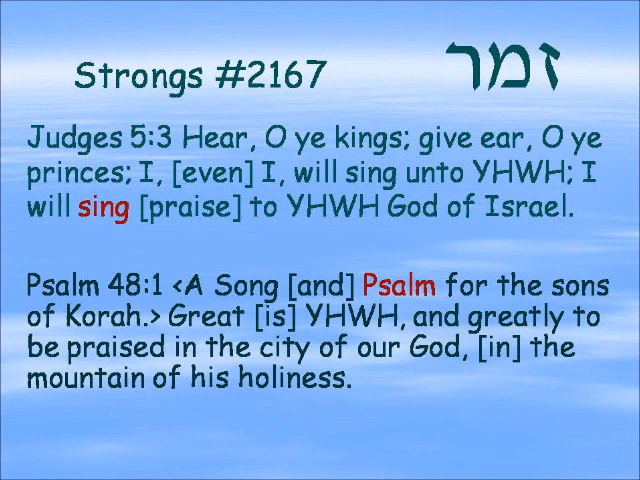 Strongs #2167 זמר
Judges 5:3 Hear, O ye kings; give ear, O ye
princes; I, [even] I, will sing unto YHWH; I
will sing [praise] to YHWH God of Israel.
Psalm 48:1 <A Song [and] Psalm for the sons
of Korah.> Great [is] YHWH, and greatly to
be praised in the city of our God, [in] the
mountain of his holiness.